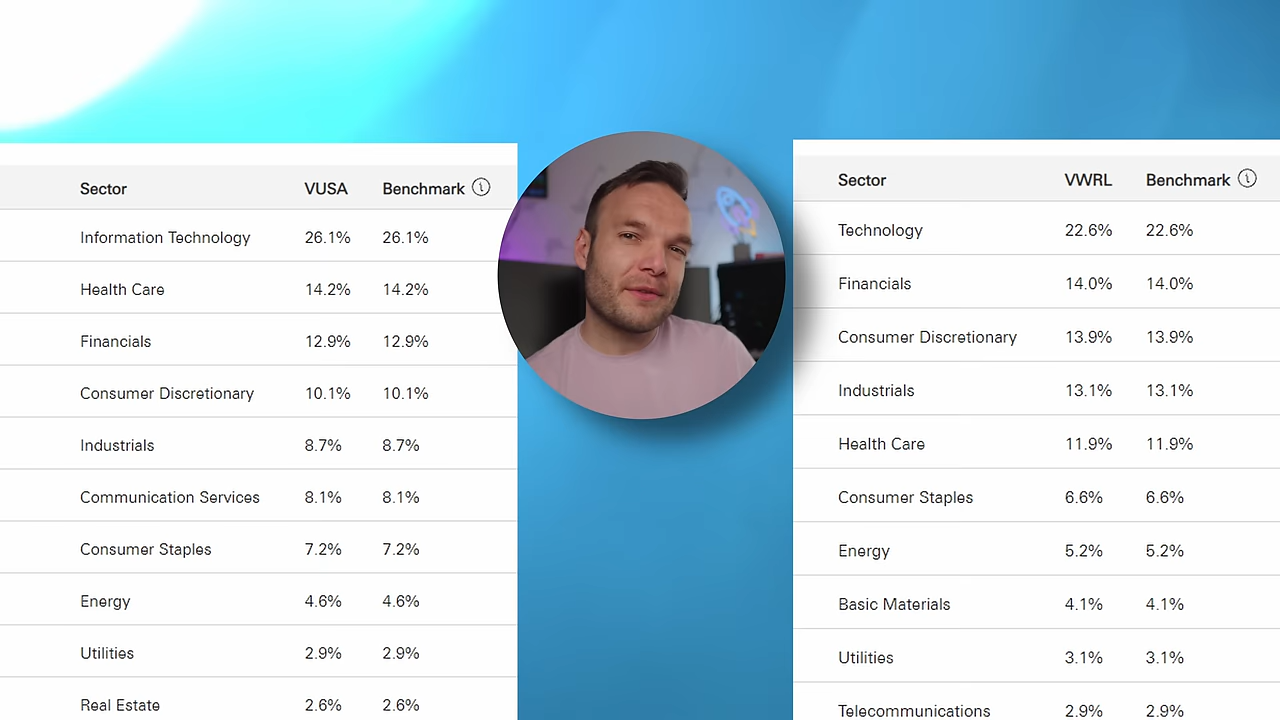 Sector VUSA Benchmark
Information Technology 26.1% 26.1%
Health Care 14.2% 14.2%
Financials 12.9% 12.9%
Consumer Discretionary 10.1% 10.1%
Industrials 8.7% 8.7%
Communication Services 8.1% 8.1%
Consumer Staples 7.2% 7.2%
Energy 4.6% 4.6%
Utilities 2.9% 2.9%
Real Estate 2.6% 2.6%
Sector VWRL Benchmark
Technology 22.6% 22.6%
Financials 14.0% 14.0%
Consumer Discretionary 13.9% 13.9%
Industrials 13.1% 13.1%
Health Care 11.9% 11.9%
Consumer Staples 6.6% 6.6%
Energy 5.2% 5.2%
Basic Materials 4.1% 4.1%
Utilities 3.1% 3.1%
Telecommunications 2.9% 2.9%